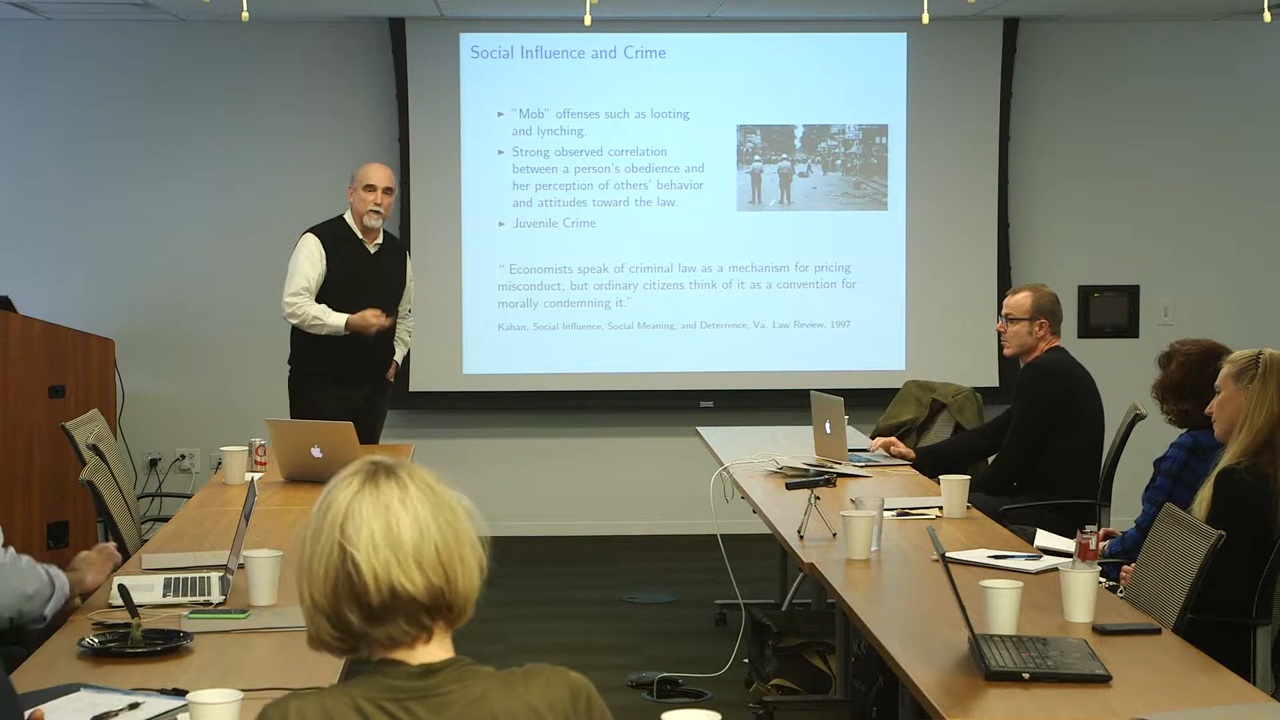 Social Influence and Crime
"Mob" offenses such as looting
and lynching.
Strong observed correlation
between a person's obedience and
her perception of others' behavior
and attitudes toward the law.
Juvenile Crime
" Economists speak of criminal law as a mechanism for pricing
misconduct, but ordinary citizens think of it as a convention for
morally condemning it."
Kahan, Social Influence, Social Meaning, and Deterrence, Va. Law Review, 1997